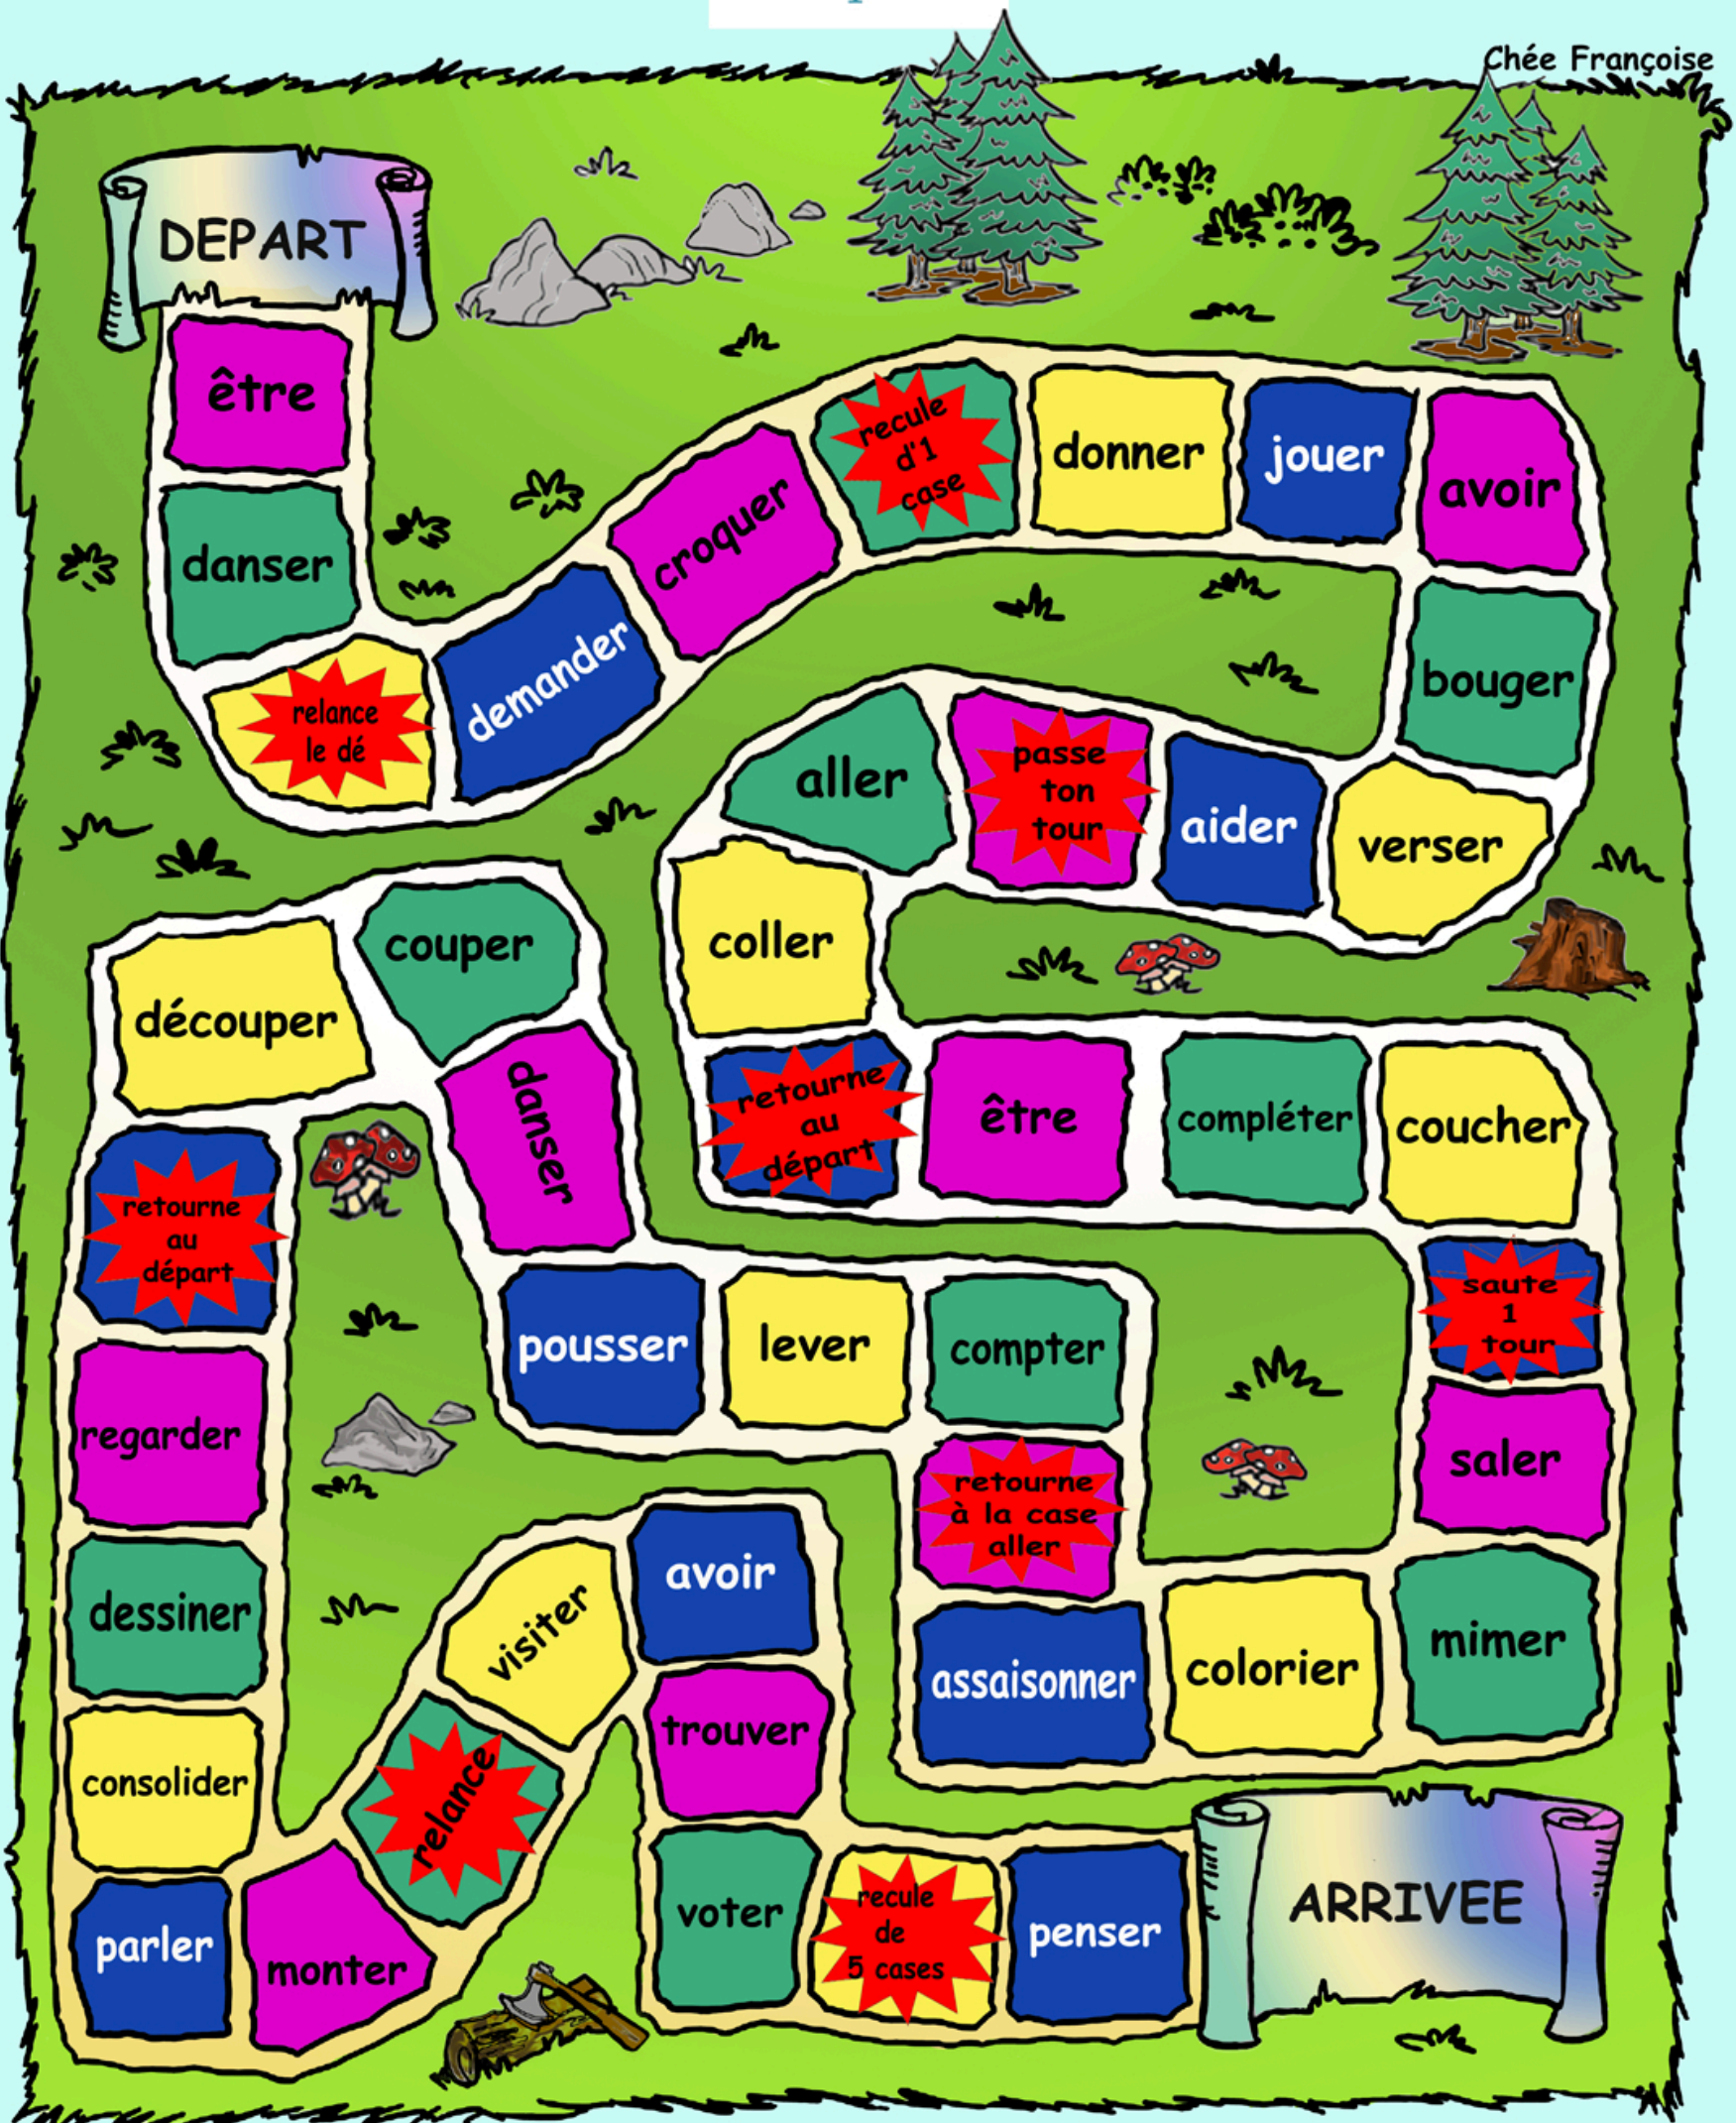 Chée Françoise
DEPART
être
danser
relance
le dé
demander
croquer
recule
d'1
case
donner
jouer
avoir
bouger
verser
aider
passe
ton
tour
aller
coller
retourne
au
départ
être
compléter
coucher
saute
1
tour
saler
mimer
colorier
assaisonner
retourne
à la case
aller
compter
lever
pousser
danser
couper
découper
retourne
au
départ
regarder
dessiner
consolider
parler
monter
relance
visiter
avoir
trouver
voter
recule
de
5 cases
penser
ARRIVEE